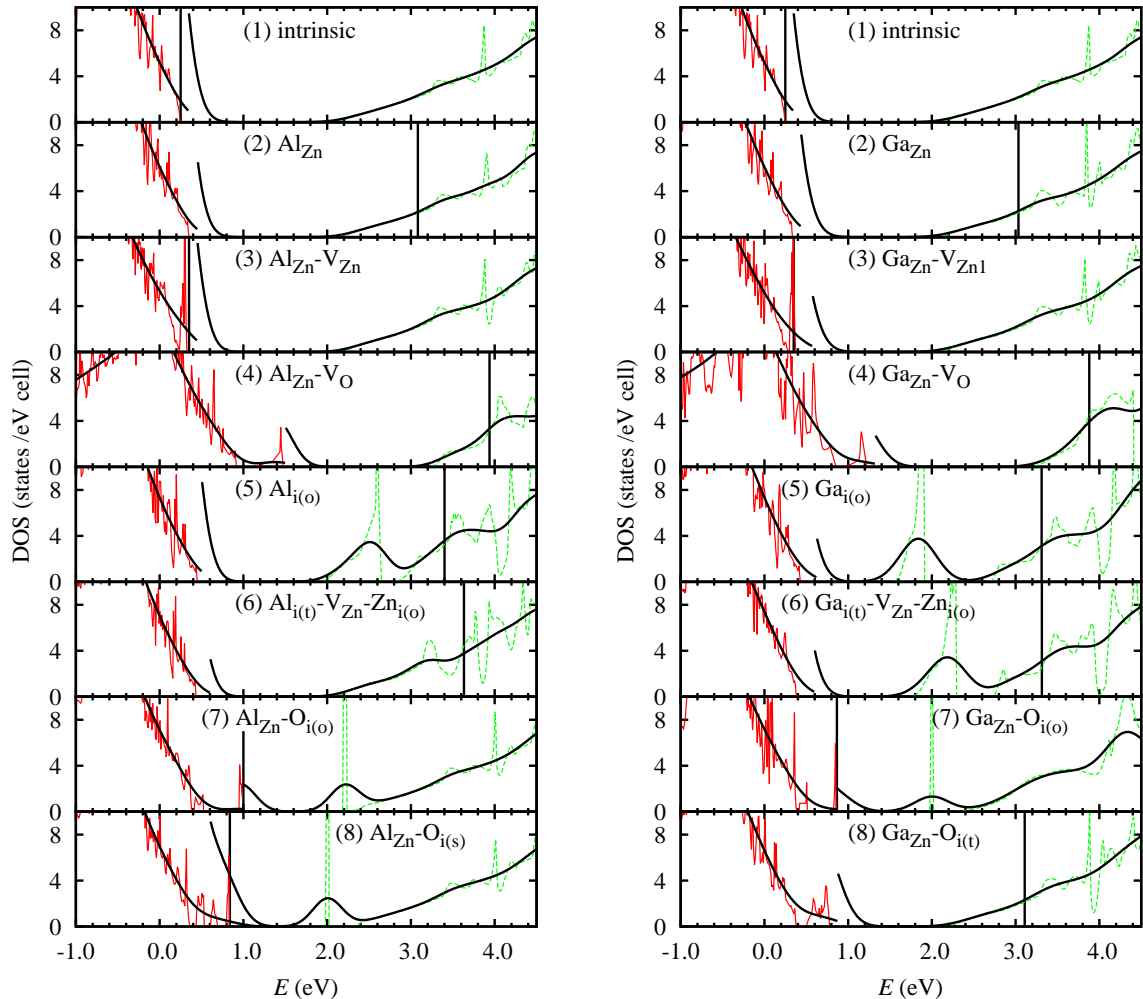 DOS (states /eV cell)
8
4
0
(1) intrinsic
8
4
0
(2) Al_Zn
8
4
0
(3) Al_Zn-V_Zn
8
4
0
(4) Al_Zn-V_O
8
4
0
(5) Al_i(o)
8
4
0
(6) Al_i(t)-V_Zn-Zn_i(o)
8
4
0
(7) Al_Zn-O_i(o)
8
4
0
(8) Al_Zn-O_i(s)
-1.0 0.0 1.0 2.0 3.0 4.0
E (eV)
DOS (states /eV cell)
8
4
0
(1) intrinsic
8
4
0
(2) Ga_Zn
8
4
0
(3) Ga_Zn-V_Zn1
8
4
0
(4) Ga_Zn-V_O
8
4
0
(5) Ga_i(o)
8
4
0
(6) Ga_i(t)-V_Zn-Zn_i(o)
8
4
0
(7) Ga_Zn-O_i(o)
8
4
0
(8) Ga_Zn-O_i(t)
-1.0 0.0 1.0 2.0 3.0 4.0
E (eV)